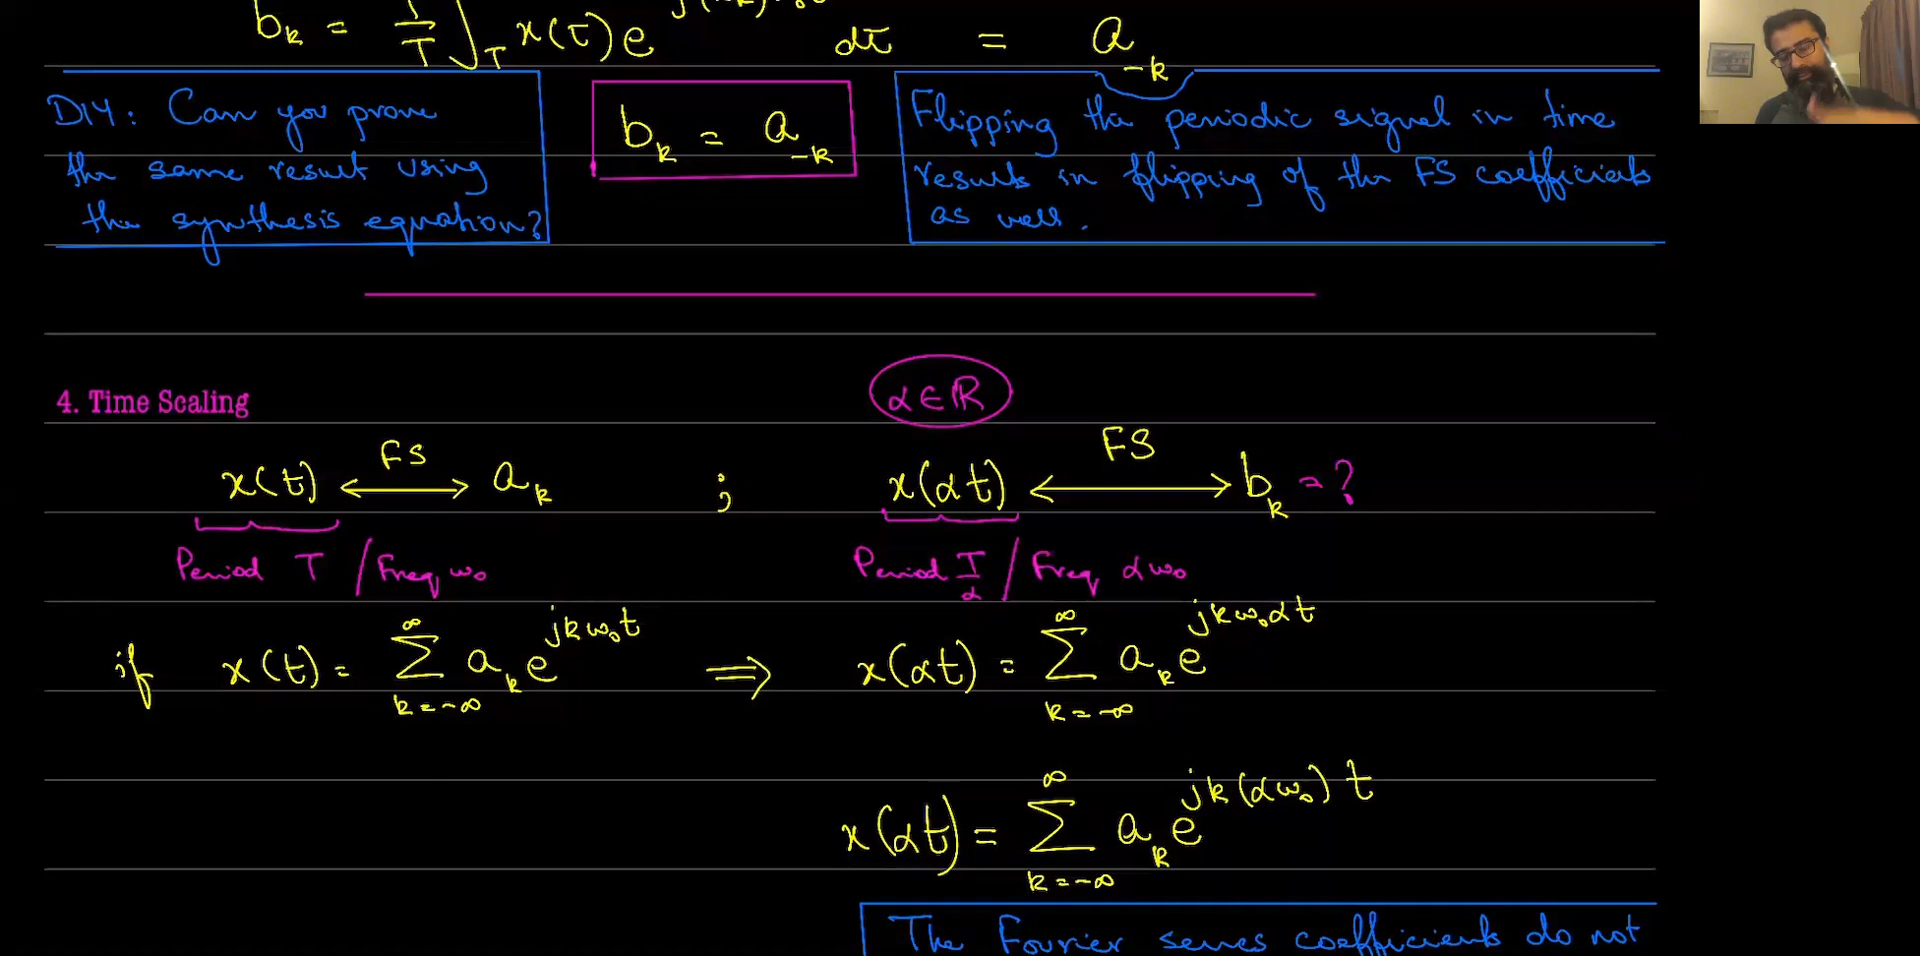 b_k = 1/T ∫_T x(τ) e dτ = a_-k
DIY: Can you prove
the same result using
the synthesis equation?
b_k = a_-k
Flipping the periodic signal in time
results in flipping of the FS coefficients
as well.
4. Time Scaling
α ∈ ℝ
x(t) ⟷ FS a_k ; x(αt) ⟷ FS b_k = ?
Period T / Freq ω₀ Period T/α / Freq αω₀
if x(t) = ∑_{k=-∞}^{∞} a_k e^{jkω₀t} ⟹ x(αt) = ∑_{k=-∞}^{∞} a_k e^{jkω₀αt}
x(αt) = ∑_{k=-∞}^{∞} a_k e^{jk(αω₀)t}
The Fourier series coefficients do not